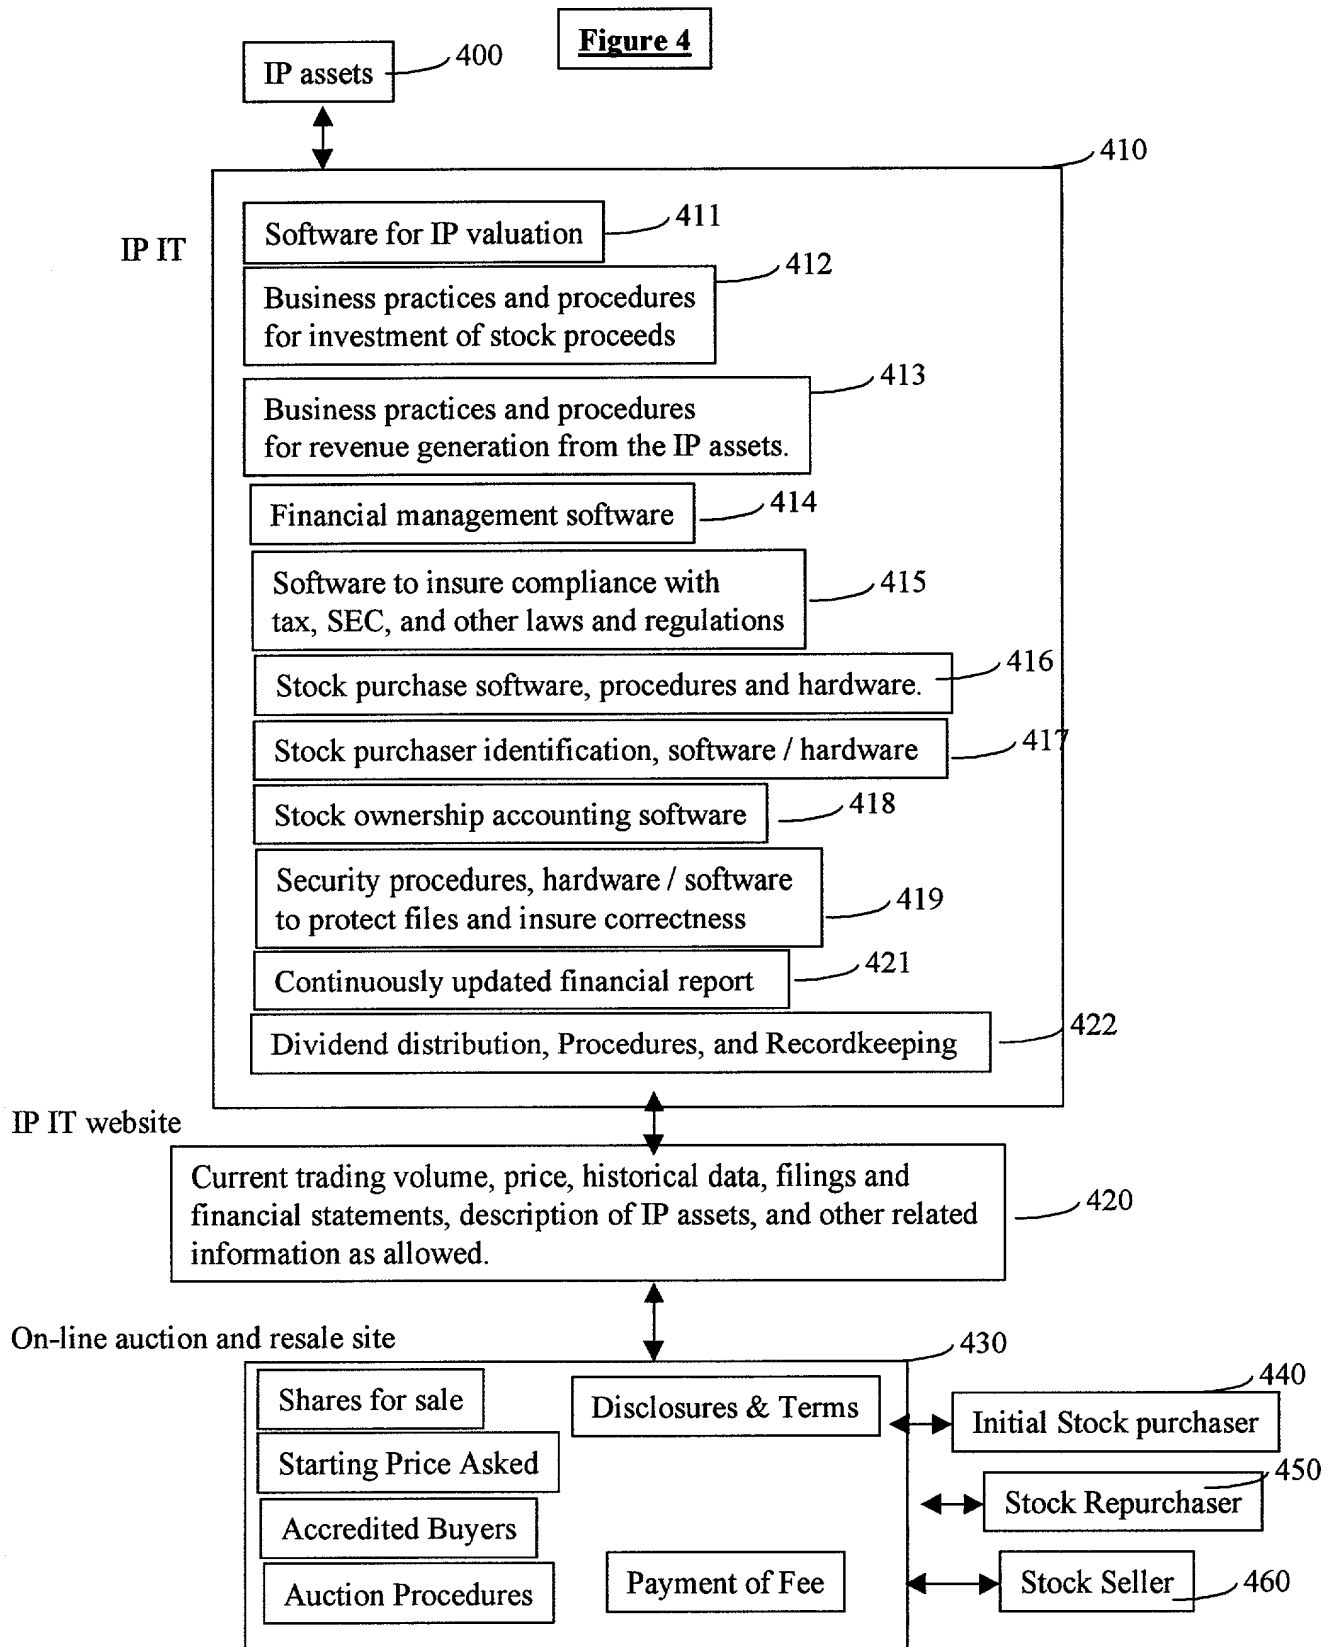 Figure 4
IP assets
400
410
IP IT
Software for IP valuation
411
412
Business practices and procedures
for investment of stock proceeds
413
Business practices and procedures
for revenue generation from the IP assets.
Financial management software
414
Software to insure compliance with
tax, SEC, and other laws and regulations
415
Stock purchase software, procedures and hardware.
416
Stock purchaser identification, software / hardware
417
Stock ownership accounting software
418
Security procedures, hardware / software
to protect files and insure correctness
419
Continuously updated financial report
421
Dividend distribution, Procedures, and Recordkeeping
422
IP IT website
Current trading volume, price, historical data, filings and
financial statements, description of IP assets, and other related
information as allowed.
420
On-line auction and resale site
430
Shares for sale
Disclosures & Terms
440
Initial Stock purchaser
Starting Price Asked
450
Stock Repurchaser
Accredited Buyers
Auction Procedures
Payment of Fee
Stock Seller
460